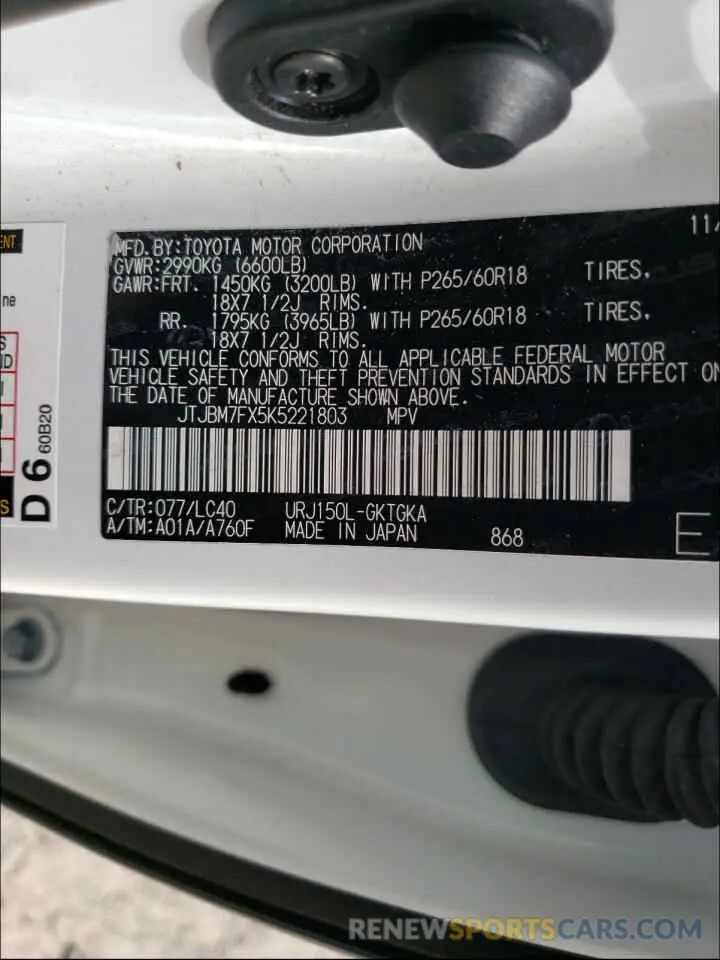 MFD. BY: TOYOTA MOTOR CORPORATION 11/
GVWR: 2990KG (6600LB)
GAWR: FRT. 1450KG (3200LB) WITH P265/60R18 TIRES,
18X7 1/2J RIMS.
RR. 1795KG (3965LB) WITH P265/60R18 TIRES,
18X7 1/2J RIMS.
THIS VEHICLE CONFORMS TO ALL APPLICABLE FEDERAL MOTOR
VEHICLE SAFETY AND THEFT PREVENTION STANDARDS IN EFFECT ON
THE DATE OF MANUFACTURE SHOWN ABOVE.
JTJBM7FX5K5221803 MPV
C/TR: 077/LC40 URJ150L-GKTGKA
A/TM: A01A/A760F MADE IN JAPAN 868
E
D 6 60B20
ne
RENEWSPORTSCARS.COM